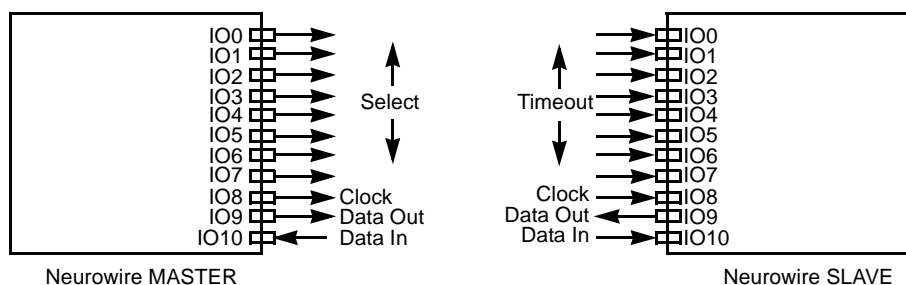 IO0
IO1
IO2
IO3
IO4
IO5
IO6
IO7
IO8
IO9
IO10
Select
Clock
Data Out
Data In
Neurowire MASTER
Timeout
Clock
Data Out
Data In
IO0
IO1
IO2
IO3
IO4
IO5
IO6
IO7
IO8
IO9
IO10
Neurowire SLAVE